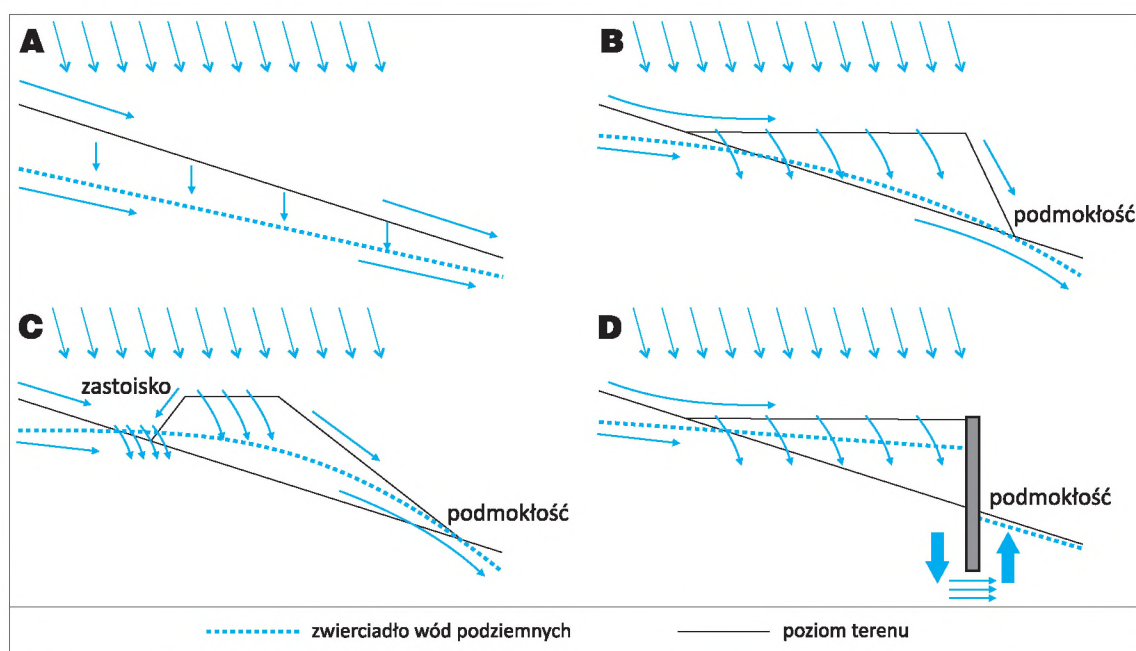 A
B
podmokłość
C
zastoisko
podmokłość
D
podmokłość
zwierciadło wód podziemnych
poziom terenu